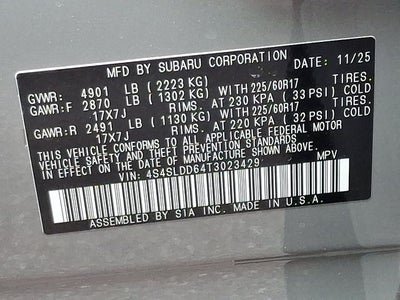 MFD BY SUBARU CORPORATION DATE: 11/25
GVWR: 4901 LB ( 2223 KG)
GAWR:F 2870 LB ( 1302 KG) WITH 225/60R17 TIRES.
17X7J RIMS. AT 230 KPA ( 33 PSI) COLD.
GAWR:R 2491 LB ( 1130 KG) WITH 225/60R17 TIRES.
17X7J RIMS. AT 220 KPA ( 32 PSI) COLD.
THIS VEHICLE CONFORMS TO ALL APPLICABLE FEDERAL MOTOR
VEHICLE SAFETY AND THEFT PREVENTION STANDARDS
IN EFFECT ON THE DATE OF MANUFACTURE SHOWN ABOVE.
VIN: 4S4SLDD64T3023429 MPV
ASSEMBLED BY SIA INC. MADE IN U.S.A.